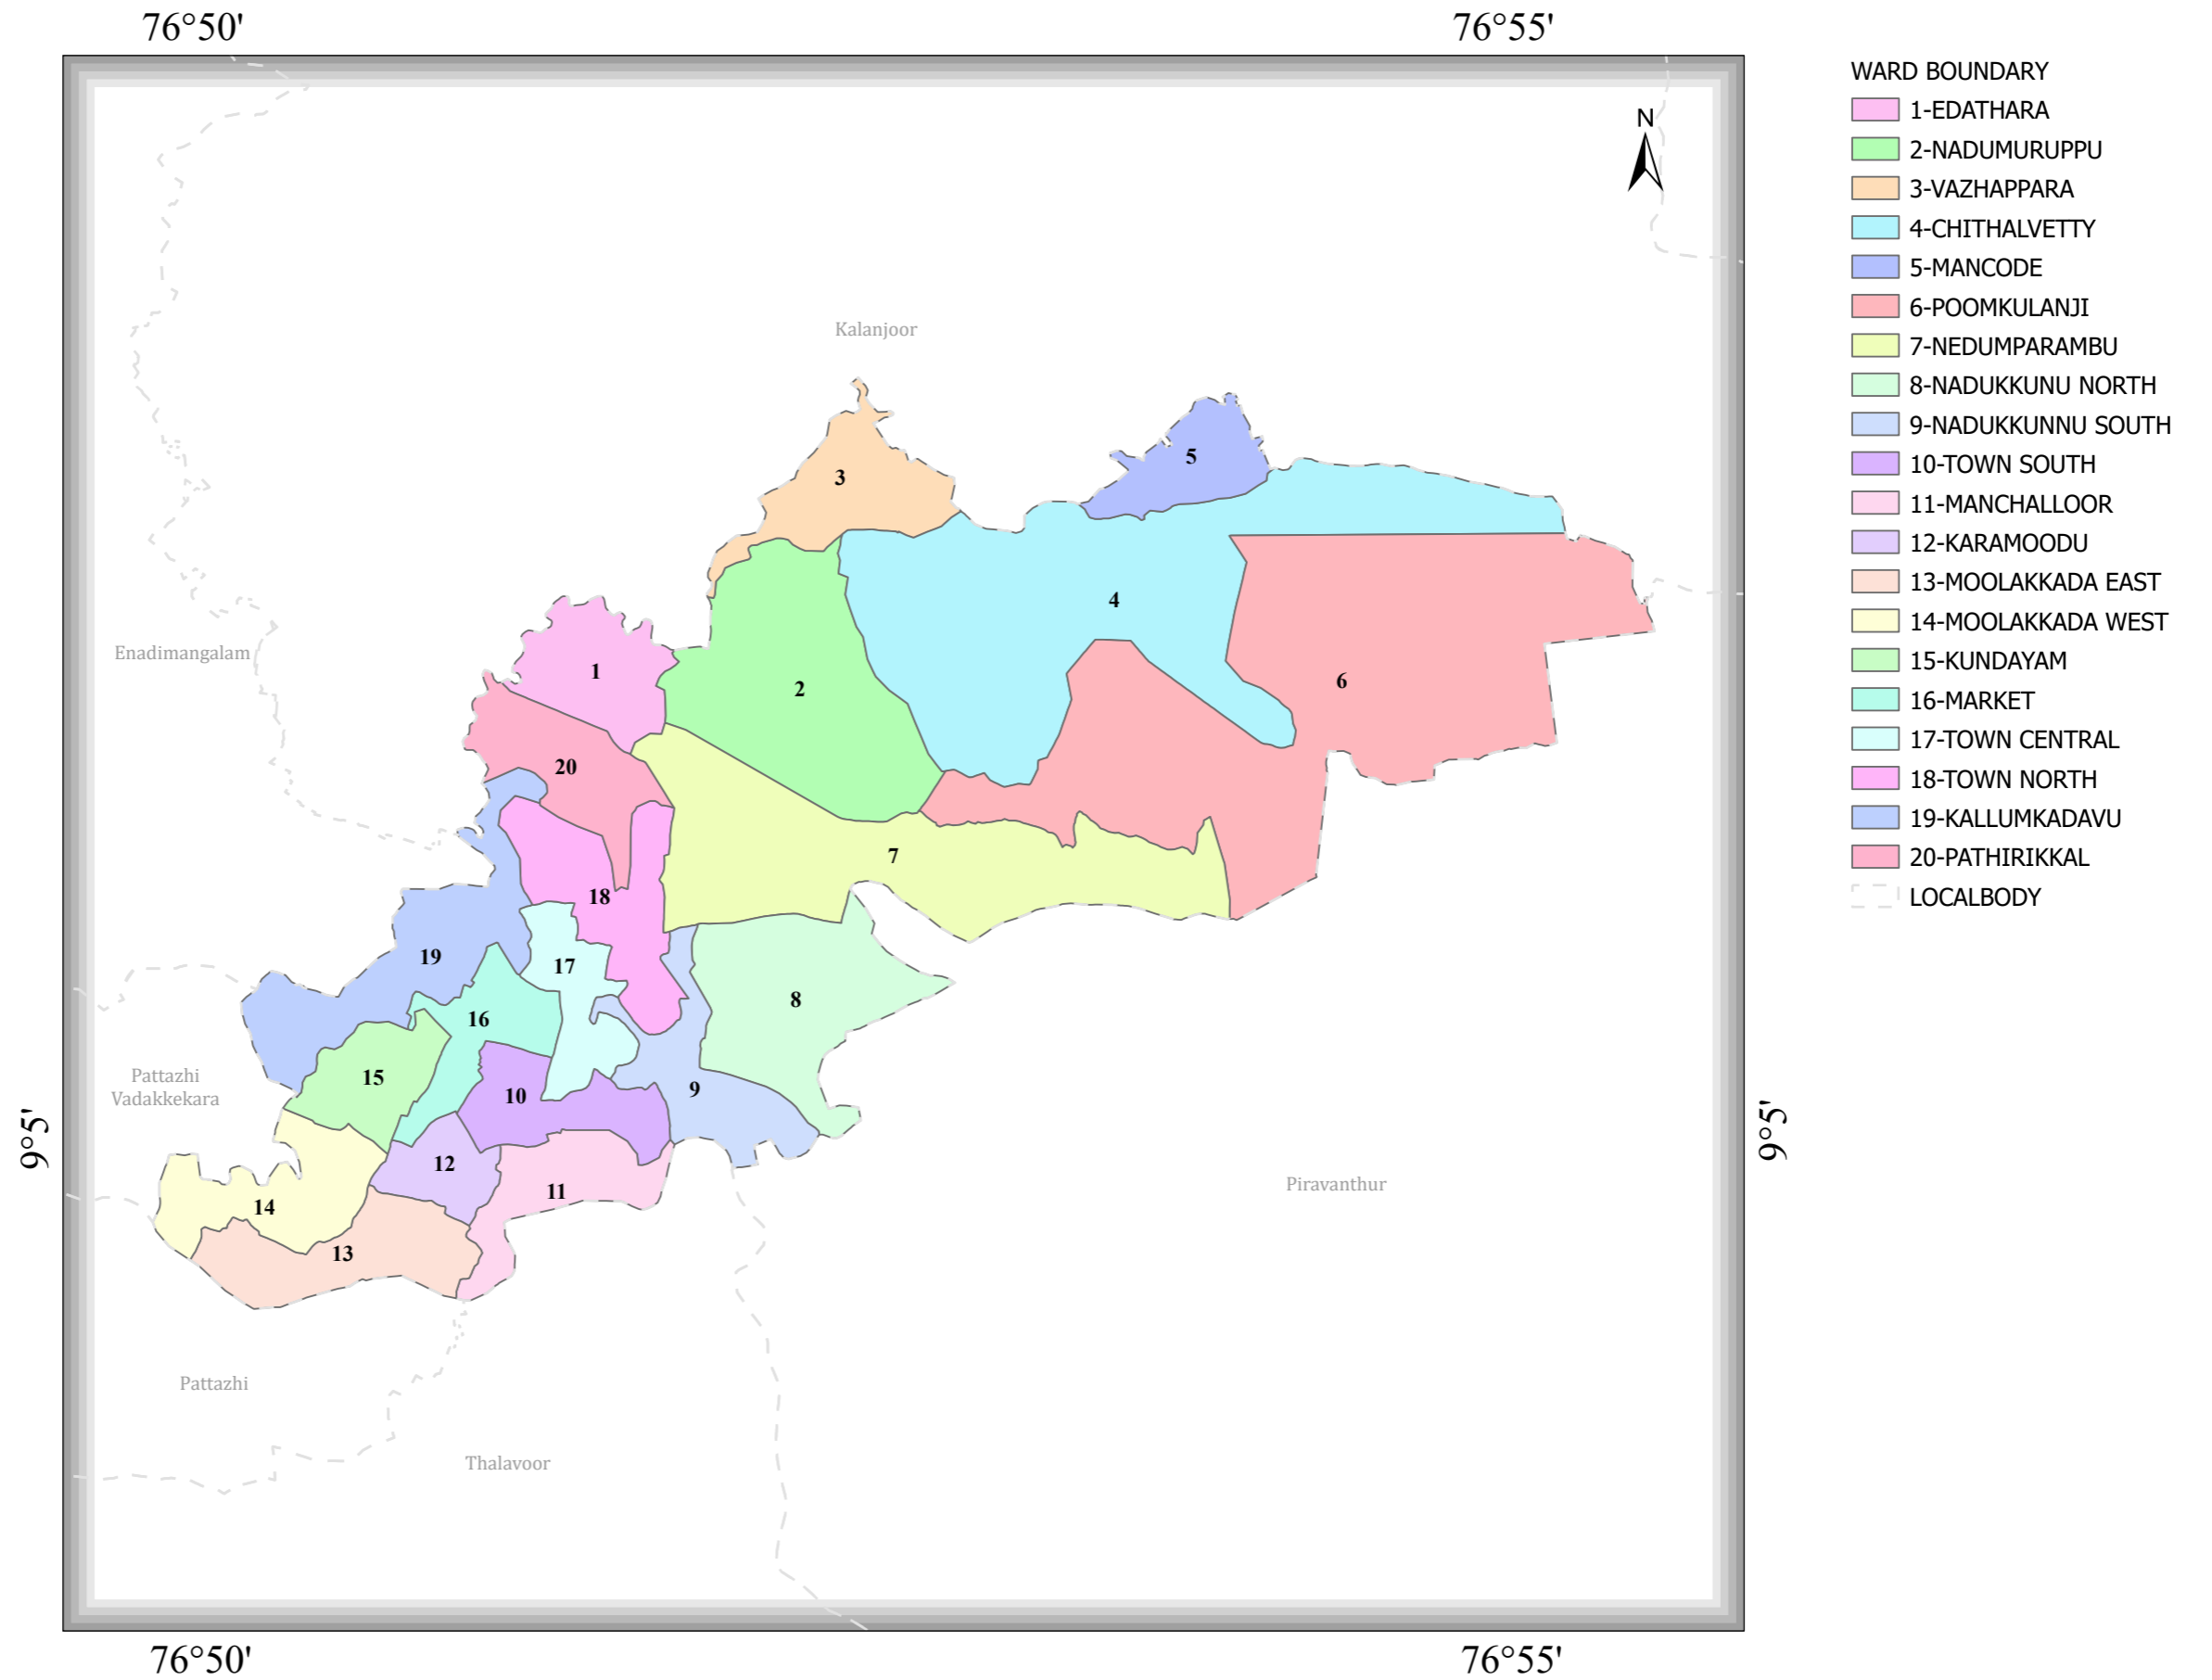 76°50'
76°55'
WARD BOUNDARY
1-EDATHARA
2-NADUMURUPPU
3-VAZHAPPARA
4-CHITHALVETTY
5-MANCODE
6-POOMKULANJI
7-NEDUMPARAMBU
8-NADUKKUNU NORTH
9-NADUKKUNNU SOUTH
10-TOWN SOUTH
11-MANCHALLOOR
12-KARAMOODU
13-MOOLAKKADA EAST
14-MOOLAKKADA WEST
15-KUNDAYAM
16-MARKET
17-TOWN CENTRAL
18-TOWN NORTH
19-KALLUMKADAVU
20-PATHIRIKKAL
LOCALBODY
N
Kalanjoor
5
3
4
Enadimangalam
1
6
2
20
7
18
19
17
8
16
Pattazhi
Vadakkekara
15
9
10
9°5'
9°5'
12
Piravanthur
11
14
13
Pattazhi
Thalavoor
76°50'
76°55'